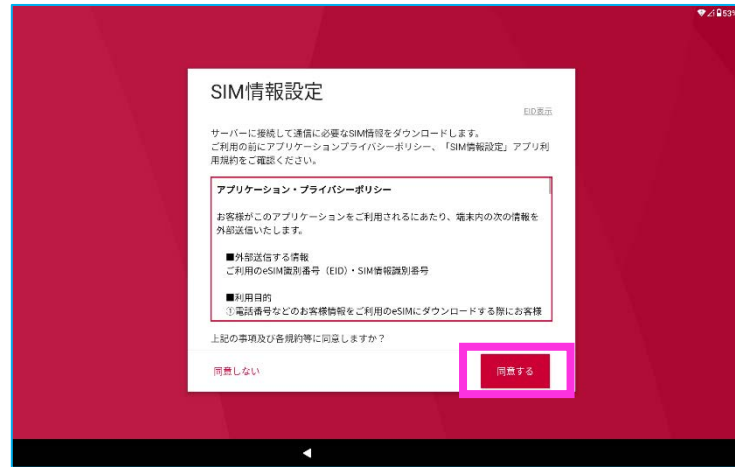 53%
SIM情報設定
EID表示
サーバーに接続して通信に必要なSIM情報をダウンロードします。
ご利用の前にアプリケーションプライバシーポリシー、「SIM情報設定」アプリ利
用規約をご確認ください。
アプリケーション・プライバシーポリシー
お客様がこのアプリケーションをご利用されるにあたり、端末内の次の情報を
外部送信いたします。
■外部送信する情報
ご利用のeSIM識別番号（EID）・SIM情報識別番号
■利用目的
①電話番号などのお客様情報をご利用のeSIMにダウンロードする際にお客様
上記の事項及び各規約等に同意しますか？
同意しない
同意する